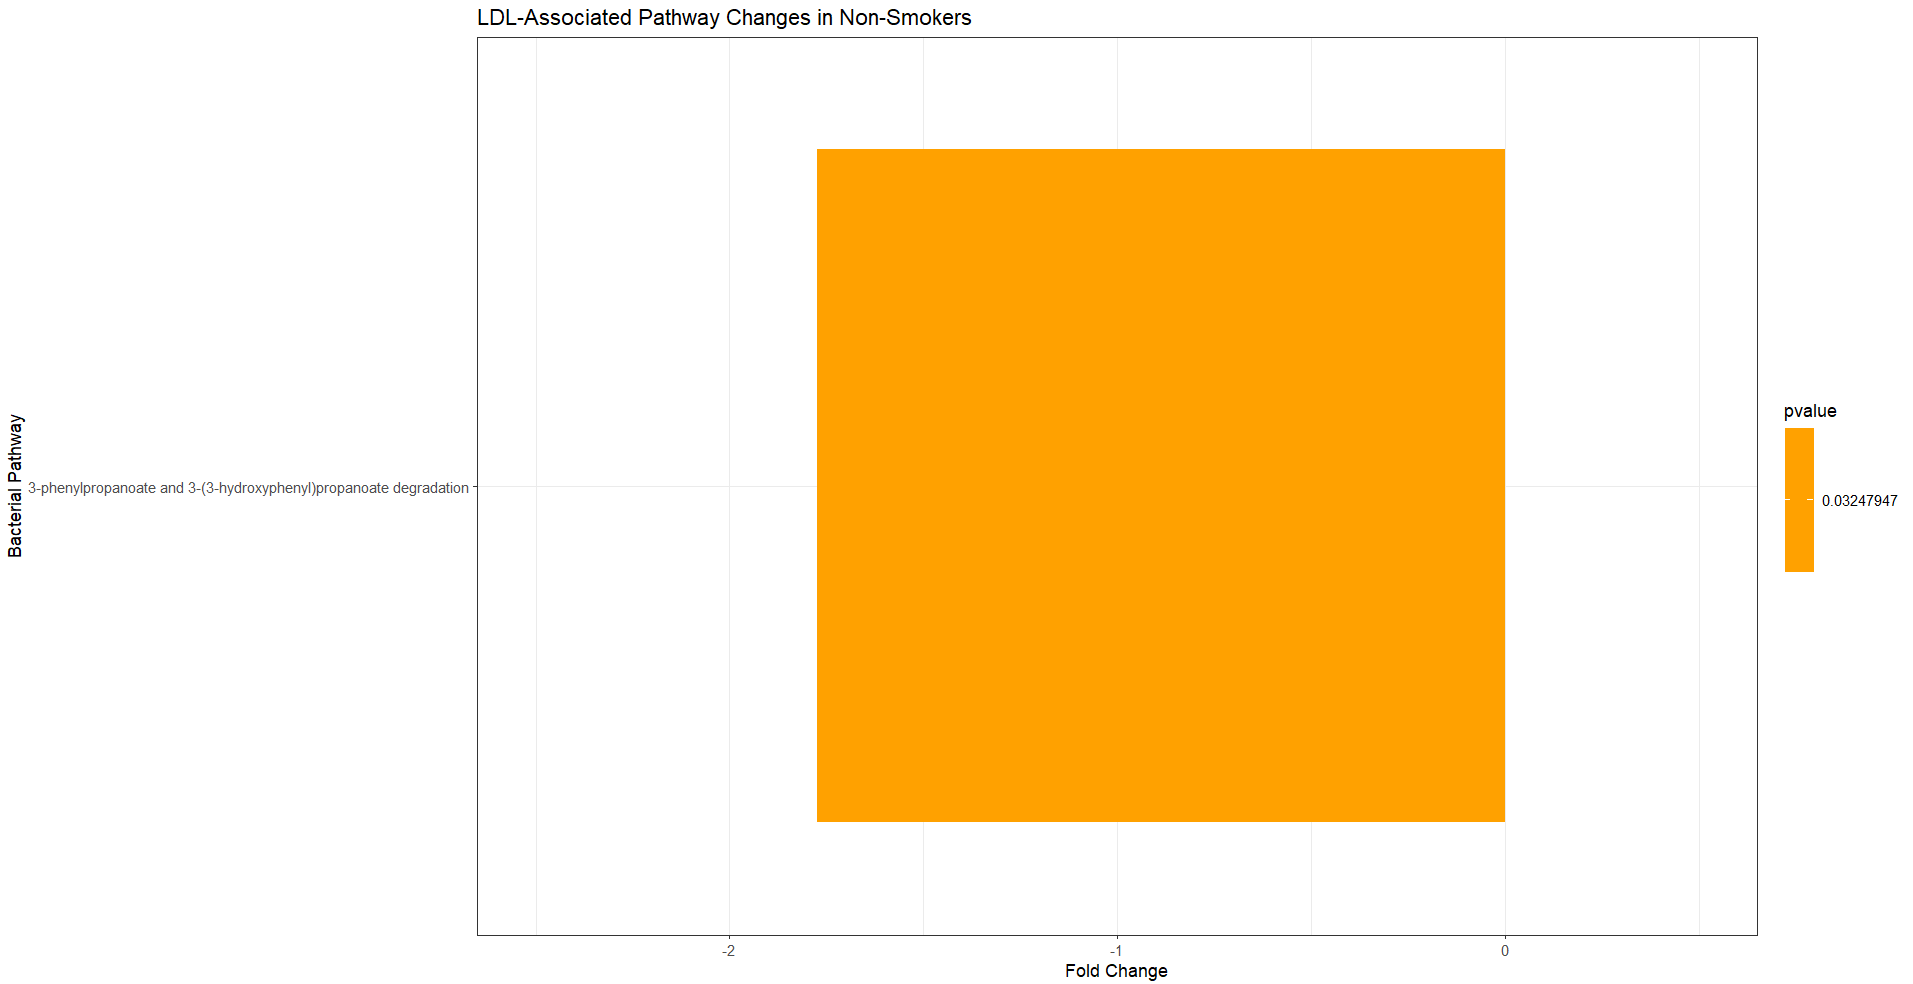 LDL-Associated Pathway Changes in Non-Smokers
Bacterial Pathway
3-phenylpropanoate and 3-(3-hydroxyphenyl)propanoate degradation
pvalue
0.03247947
-2
-1
0
Fold Change